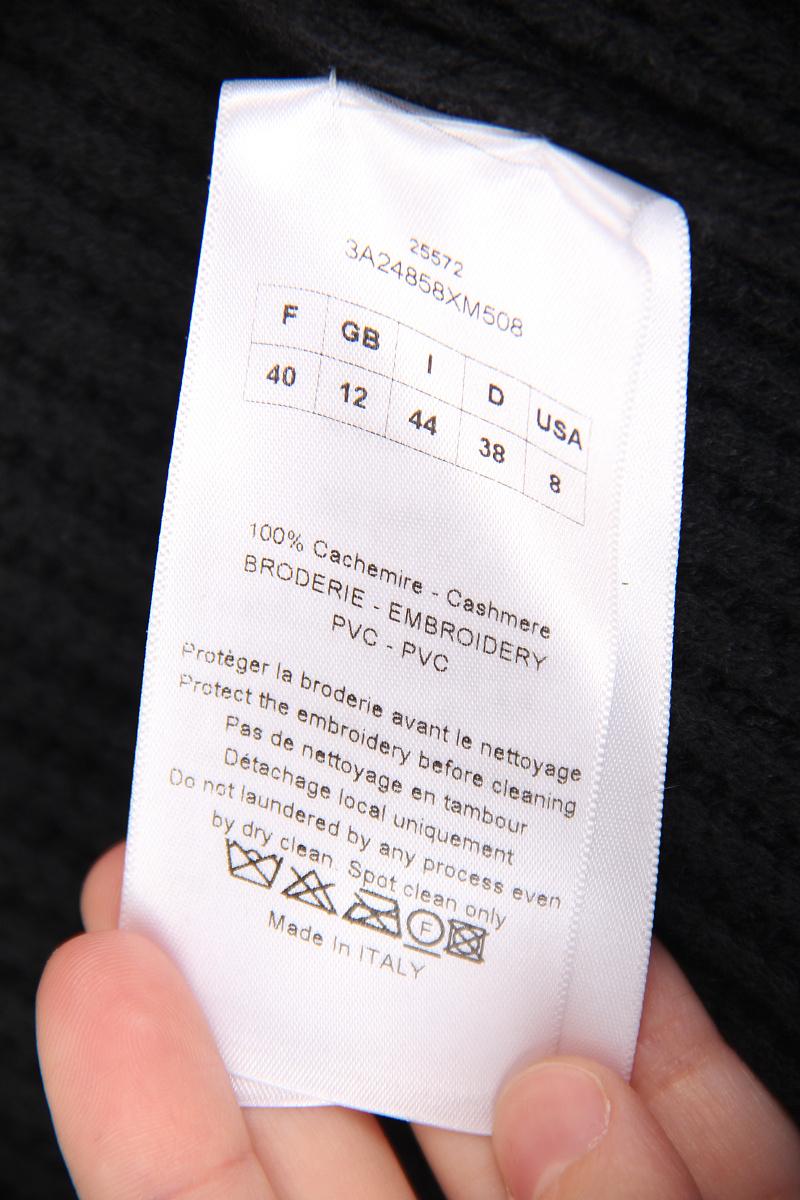 25572
3A24858XM508
F GB I D USA
40 12 44 38 8
100% Cachemire - Cashmere
BRODERIE - EMBROIDERY
PVC - PVC
Protèger la broderie avant le nettoyage
Protect the embroidery before cleaning
Pas de nettoyage en tambour
Détachage local uniquement
Do not laundered by any process even
by dry clean. Spot clean only
F
Made In ITALY